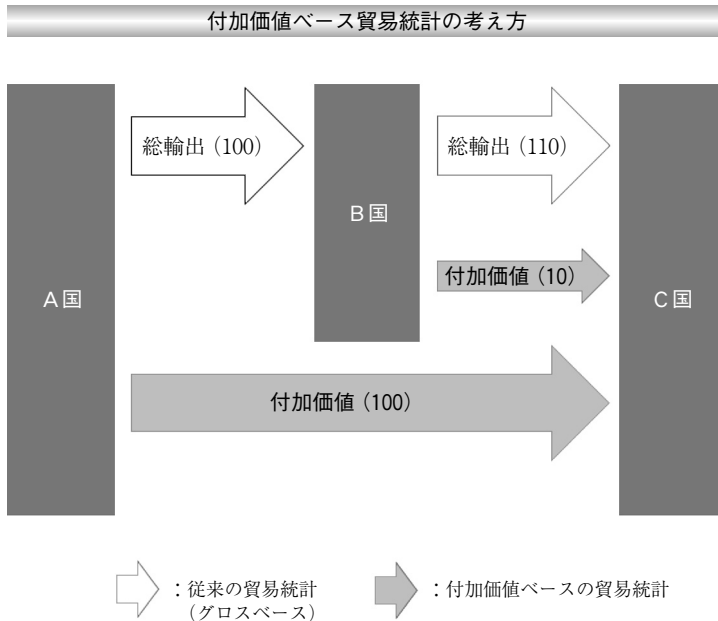 付加価値ベース貿易統計の考え方
総輸出（100）
総輸出（110）
B国
付加価値（10）
A国
C国
付加価値（100）
：従来の貿易統計
（グロスベース）
：付加価値ベースの貿易統計